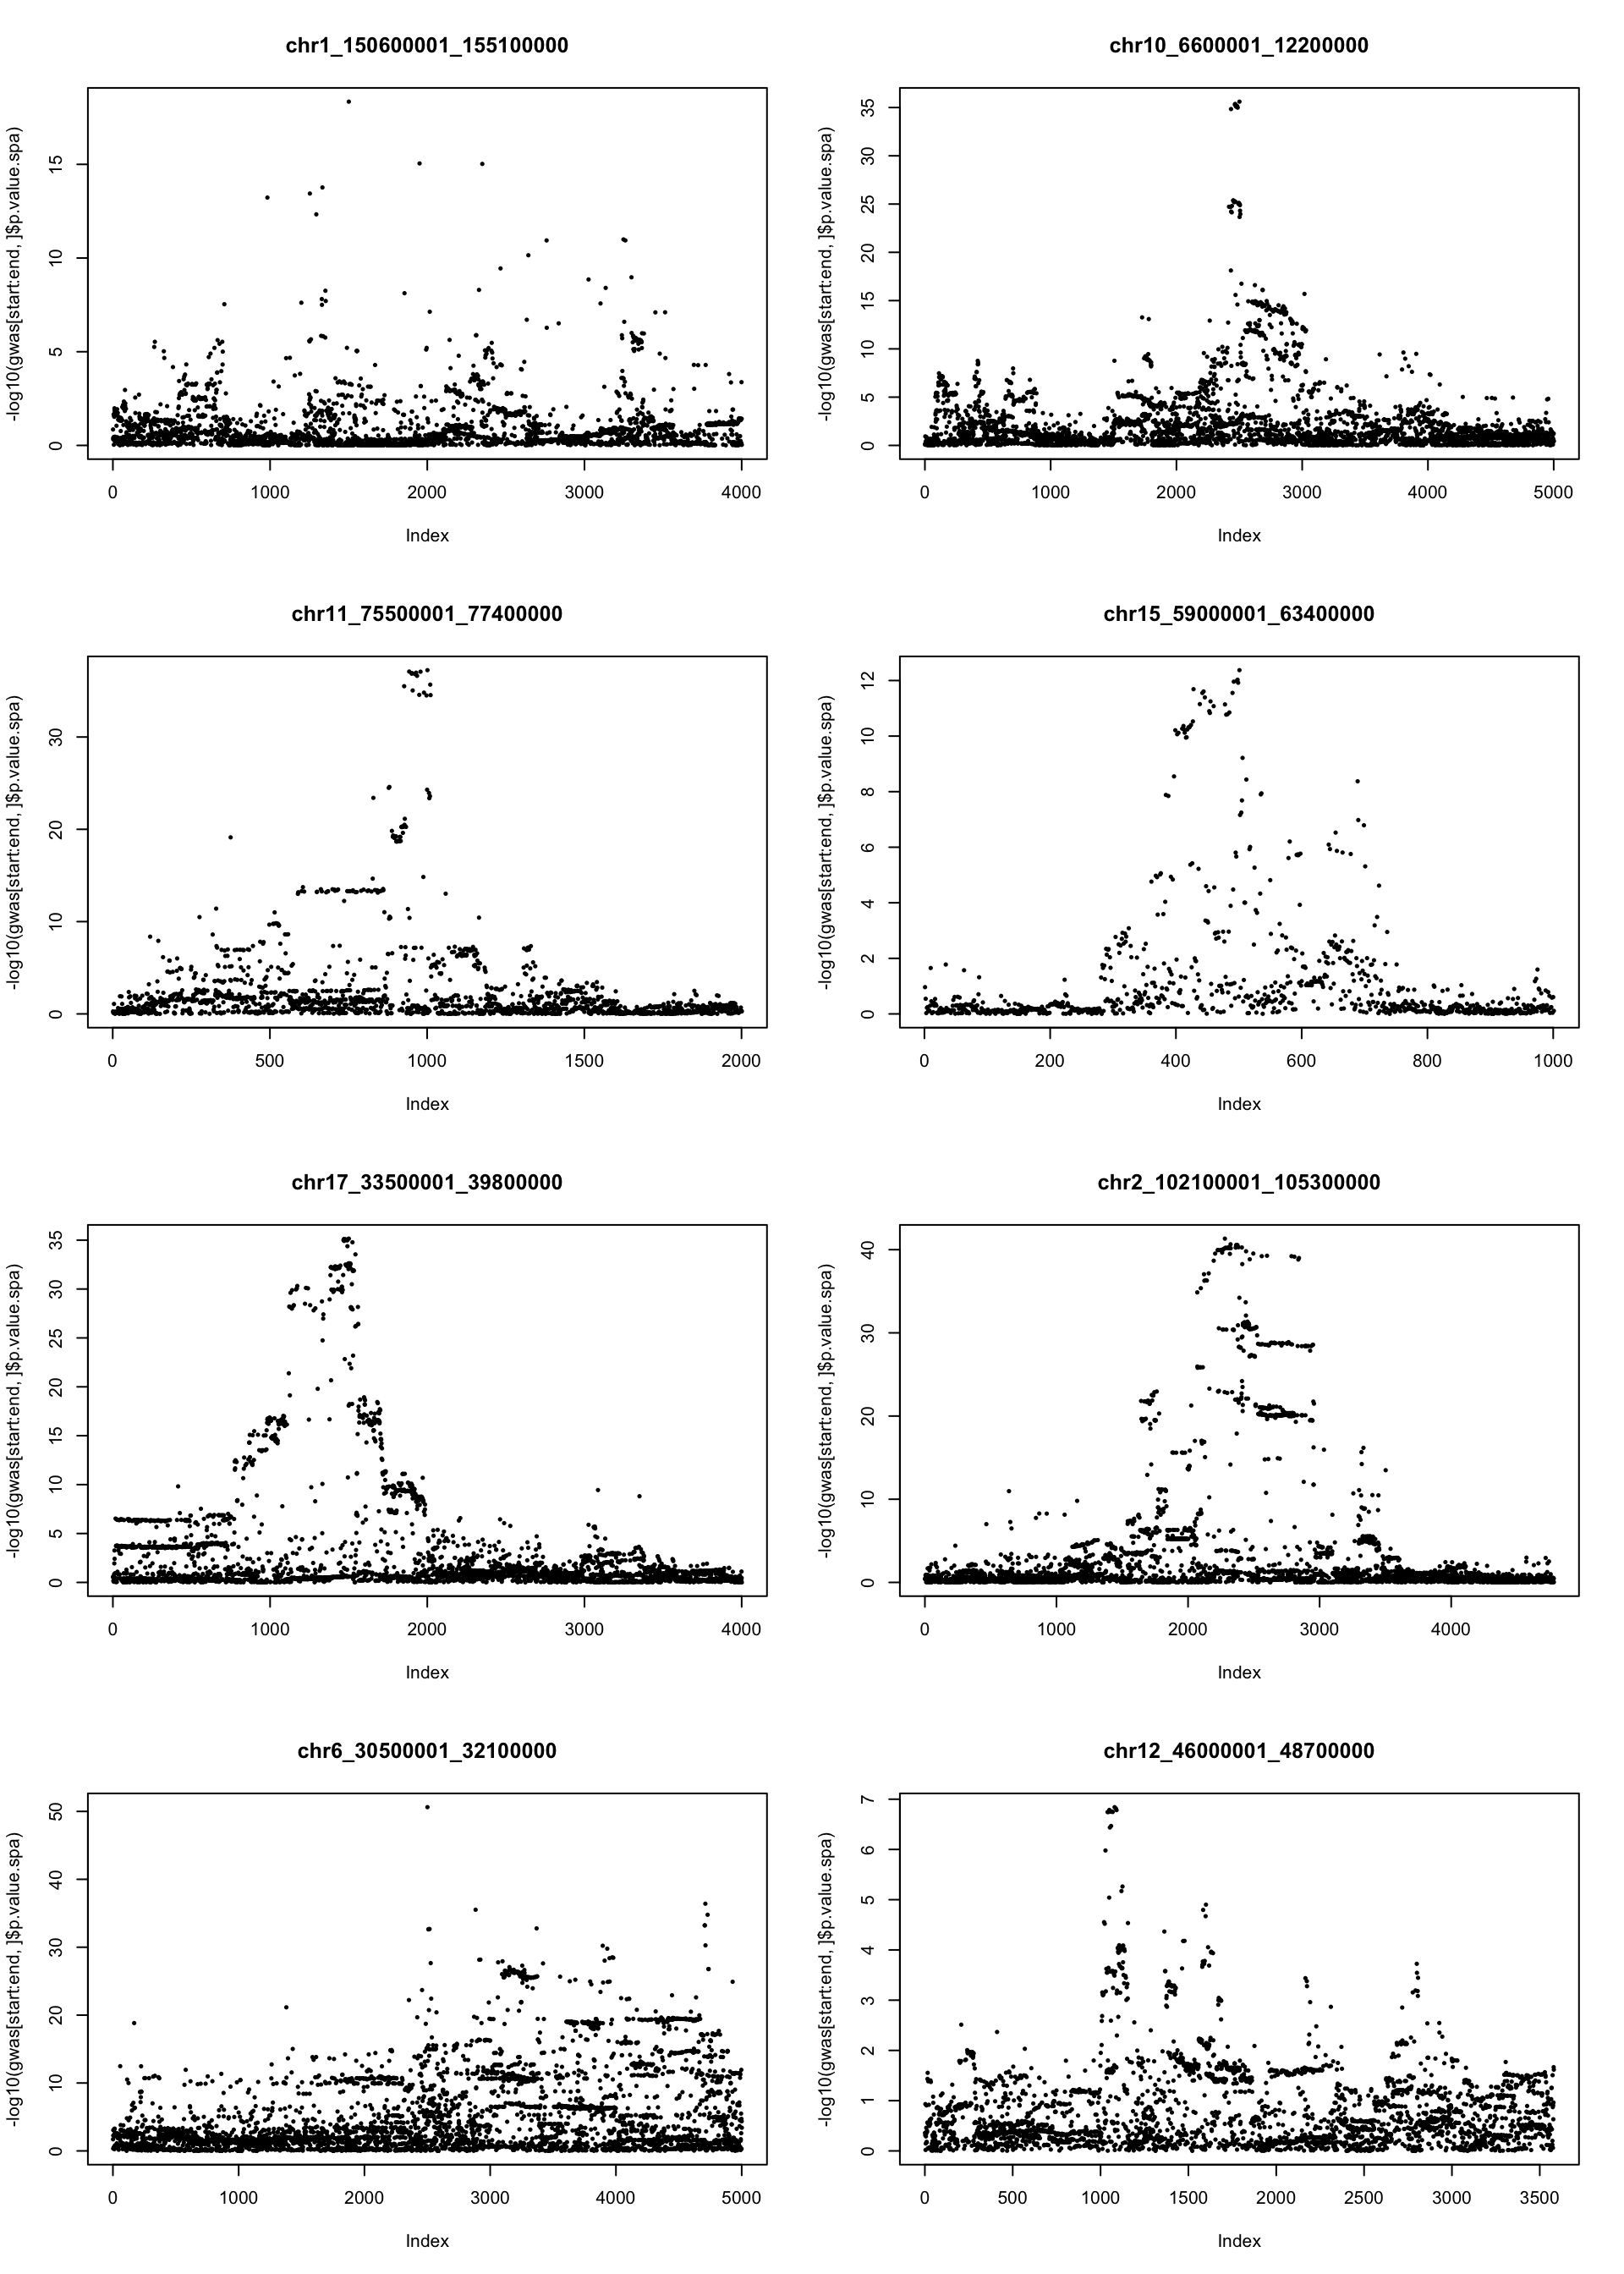 chr1_150600001_155100000
-log10(gwas[start:end, ]$p.value.spa)
0 5 10 15
0 1000 2000 3000 4000
Index
chr10_6600001_12200000
-log10(gwas[start:end, ]$p.value.spa)
0 5 10 15 20 25 30 35
0 1000 2000 3000 4000 5000
Index
chr11_75500001_77400000
-log10(gwas[start:end, ]$p.value.spa)
0 10 20 30
0 500 1000 1500 2000
Index
chr15_59000001_63400000
-log10(gwas[start:end, ]$p.value.spa)
0 2 4 6 8 10 12
0 200 400 600 800 1000
Index
chr17_33500001_39800000
-log10(gwas[start:end, ]$p.value.spa)
0 5 10 15 20 25 30 35
0 1000 2000 3000 4000
Index
chr2_102100001_105300000
-log10(gwas[start:end, ]$p.value.spa)
0 10 20 30 40
0 1000 2000 3000 4000
Index
chr6_30500001_32100000
-log10(gwas[start:end, ]$p.value.spa)
0 10 20 30 40 50
0 1000 2000 3000 4000 5000
Index
chr12_46000001_48700000
-log10(gwas[start:end, ]$p.value.spa)
0 1 2 3 4 5 6 7
0 500 1000 1500 2000 2500 3000 3500
Index